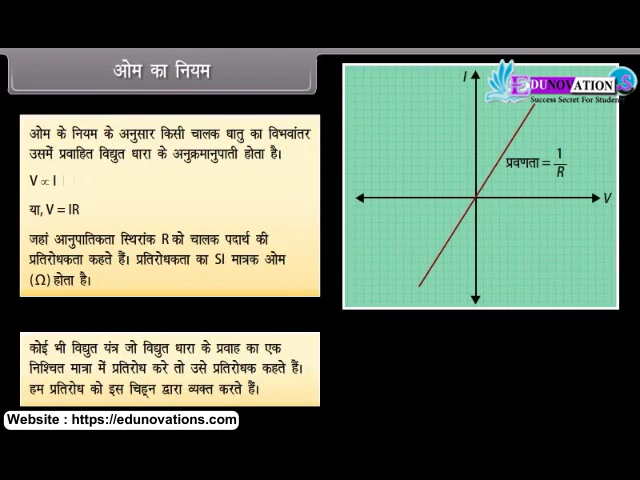 ओम का नियम
ओम के नियम के अनुसार किसी चालक धातु का विभवांतर
उसमें प्रवाहित विद्युत धारा के अनुक्रमानुपाती होता है।
V ∝ I
या, V = IR
जहां आनुपातिकता स्थिरांक R को चालक पदार्थ की
प्रतिरोधकता कहते हैं। प्रतिरोधकता का SI मात्रक ओम
(Ω) होता है।
कोई भी विद्युत यंत्र जो विद्युत धारा के प्रवाह का एक
निश्चित मात्रा में प्रतिरोध करे तो उसे प्रतिरोधक कहते हैं।
हम प्रतिरोध को इस चिह्न द्वारा व्यक्त करते हैं।
I
V
प्रवणता = 1/R
EDUNOVATIONS
Success Secret For Students
Website : https://edunovations.com/